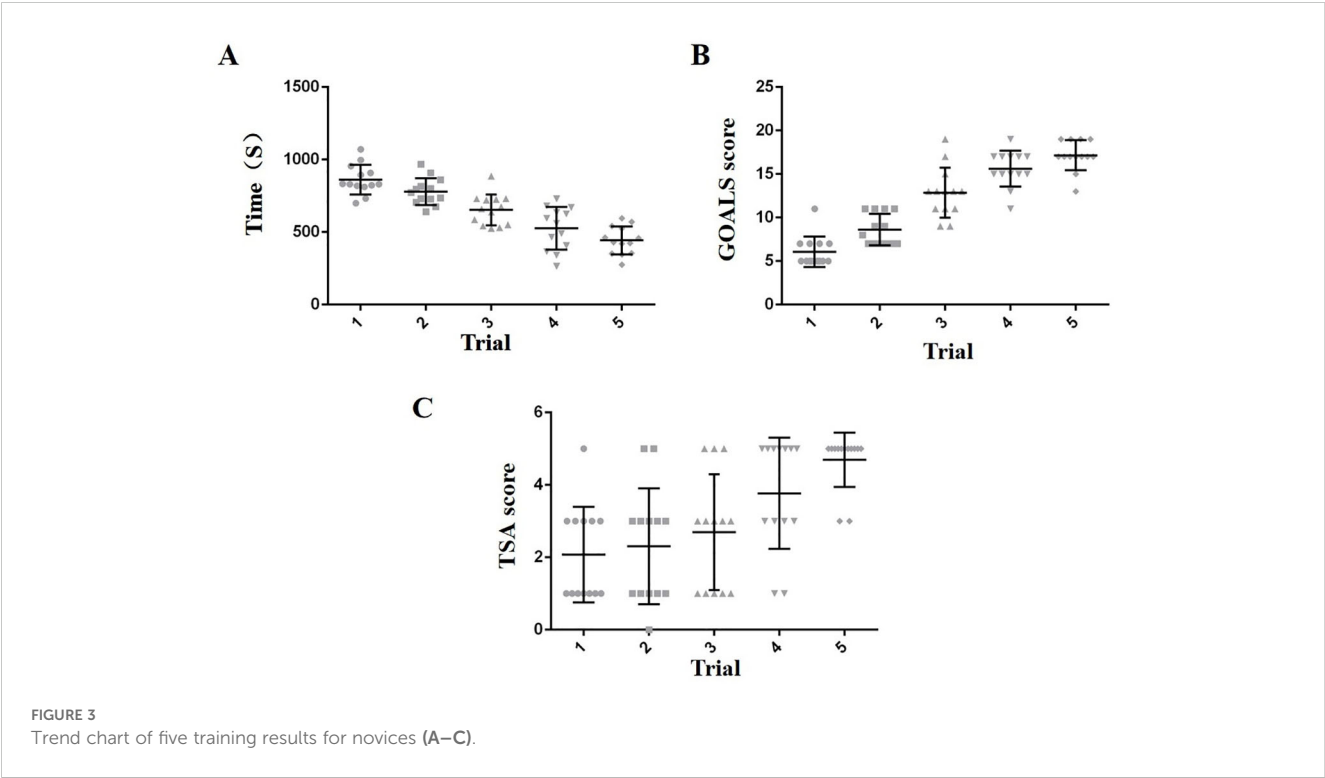 A
1500
1000
500
0
Time（S）
1
2
3
4
5
Trial
B
25
20
15
10
5
0
GOALS score
1
2
3
4
5
Trial
C
6
4
2
0
TSA score
1
2
3
4
5
Trial
FIGURE 3
Trend chart of five training results for novices (A–C).